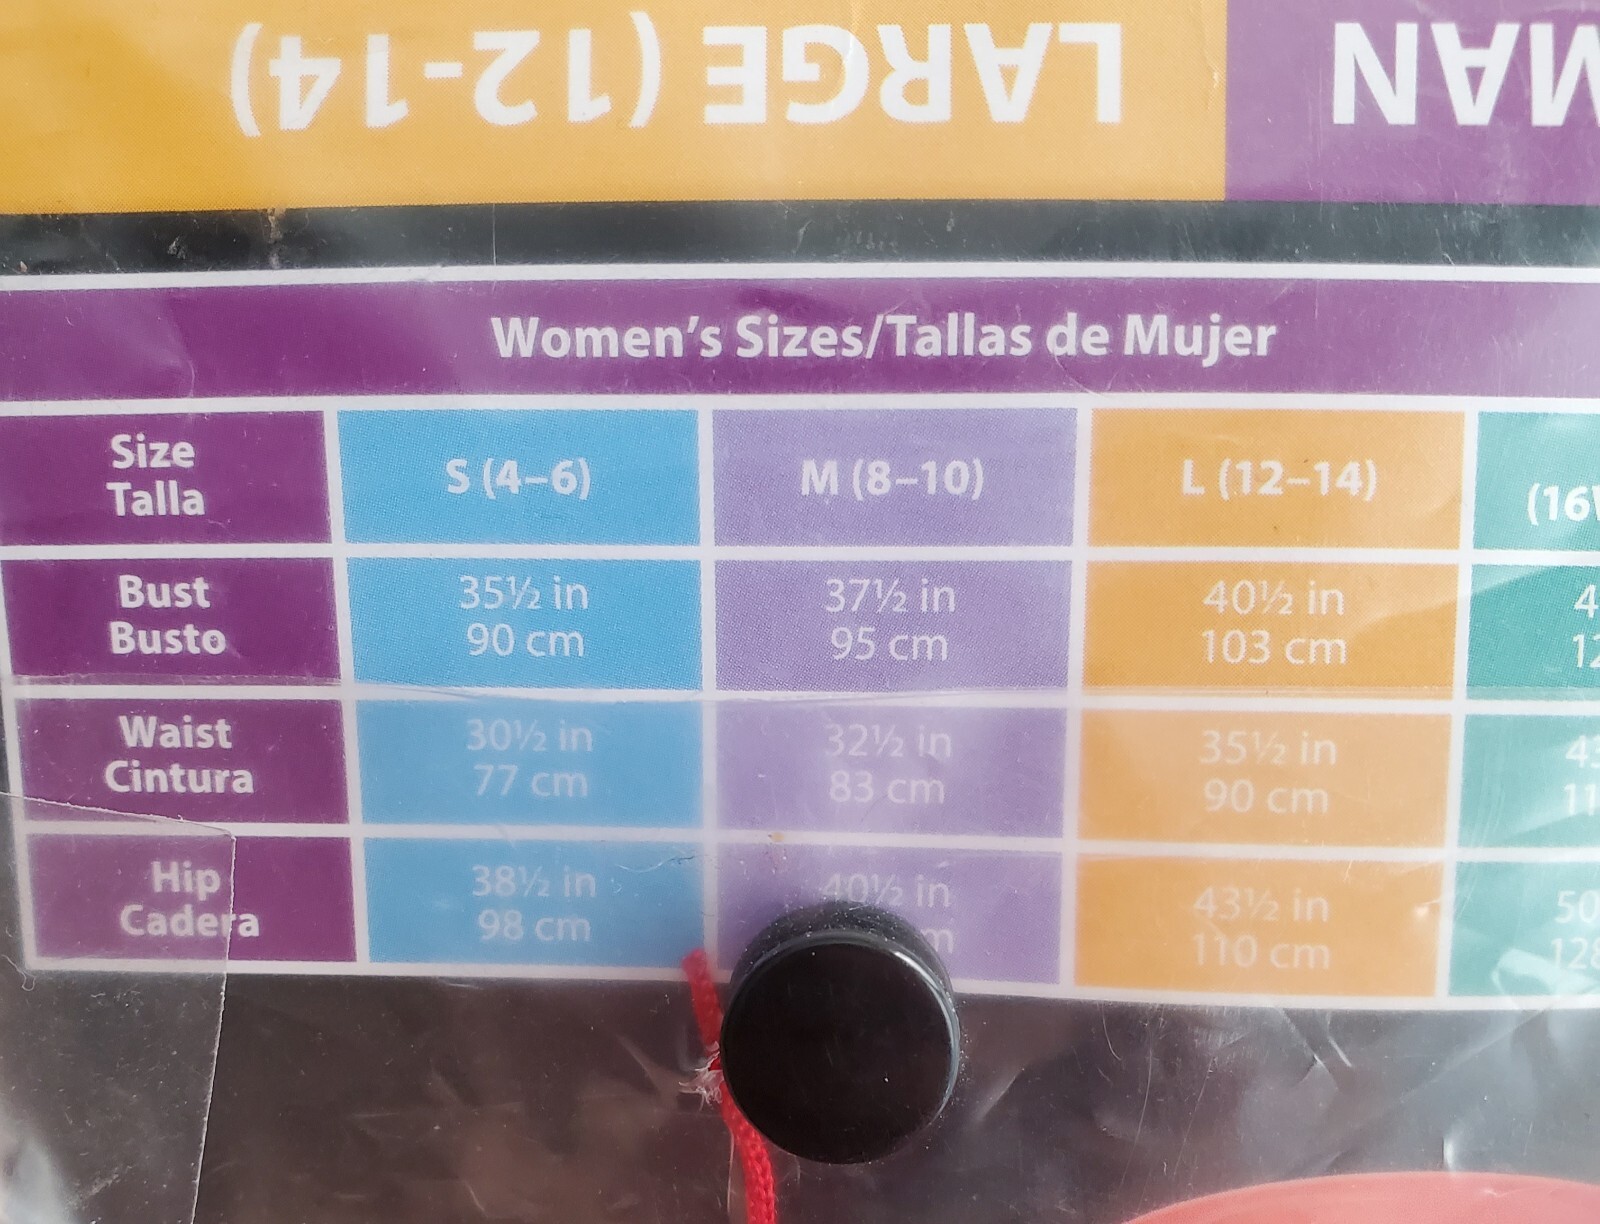 LARGE (12-14)
MAN
Women's Sizes/Tallas de Mujer
Size
Talla
S (4–6)
M (8–10)
L (12–14)
Bust
Busto
35½ in
90 cm
37½ in
95 cm
40½ in
103 cm
Waist
Cintura
30½ in
77 cm
32½ in
83 cm
35½ in
90 cm
Hip
Cadera
38½ in
98 cm
40½ in
43½ in
110 cm